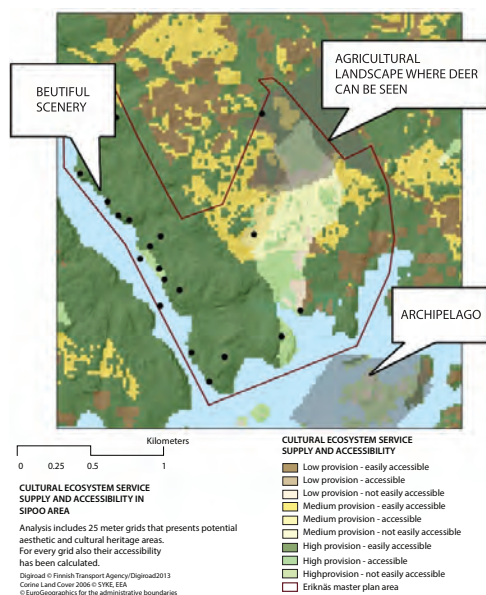 BEUTIFUL
SCENERY
AGRICULTURAL
LANDSCAPE WHERE DEER
CAN BE SEEN
ARCHIPELAGO
Kilometers
0 0.25 0.5 1
CULTURAL ECOSYSTEM SERVICE
SUPPLY AND ACCESSIBILITY IN
SIPOO AREA
Analysis includes 25 meter grids that presents potential
aesthetic and cultural heritage areas.
For every grid also their accessibility
has been calculated.
Digiroad © Finnish Transport Agency/Digiroad2013
Corine Land Cover 2006 © SYKE, EEA
© EuroGeographics for the administrative boundaries
CULTURAL ECOSYSTEM SERVICE
SUPPLY AND ACCESSIBILITY
Low provision - easily accessible
Low provision - accessible
Low provision - not easily accessible
Medium provision - easily accessible
Medium provision - accessible
Medium provision - not easily accessible
High provision - easily accessible
High provision - accessible
Highprovision - not easily accessible
Eriknäs master plan area